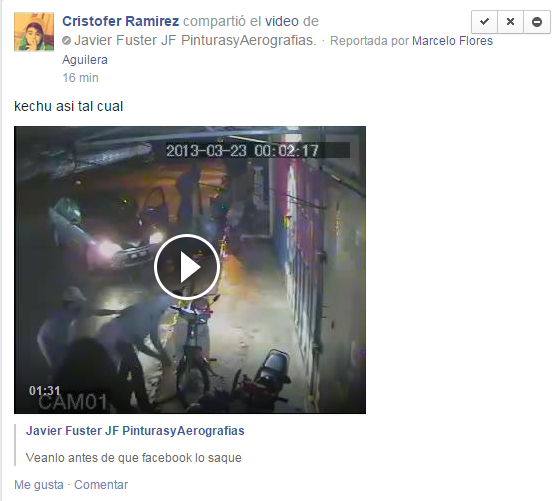 Cristofer Ramirez compartió el video de
Javier Fuster JF PinturasyAerografias. · Reportada por Marcelo Flores
Aguilera
16 min
kechu asi tal cual
2013-03-23 00:02:17
01:31
CAM01
Javier Fuster JF PinturasyAerografias
Veanlo antes de que facebook lo saque
Me gusta · Comentar